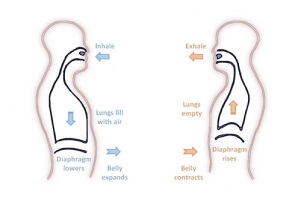 Inhale
Lungs fill
with air
Diaphragm
lowers
Belly
expands
Exhale
Lungs
empty
Diaphragm
rises
Belly
contracts